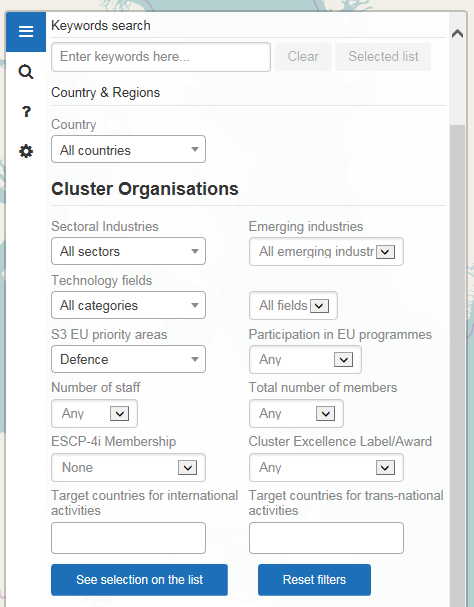 Keywords search
Enter keywords here...
Clear
Selected list
Country & Regions
Country
All countries
Cluster Organisations
Sectoral Industries
Emerging industries
All sectors
All emerging industr
Technology fields
All categories
All fields
S3 EU priority areas
Participation in EU programmes
Defence
Any
Number of staff
Total number of members
Any
Any
ESCP-4i Membership
Cluster Excellence Label/Award
None
Any
Target countries for international
activities
Target countries for trans-national
activities
See selection on the list
Reset filters